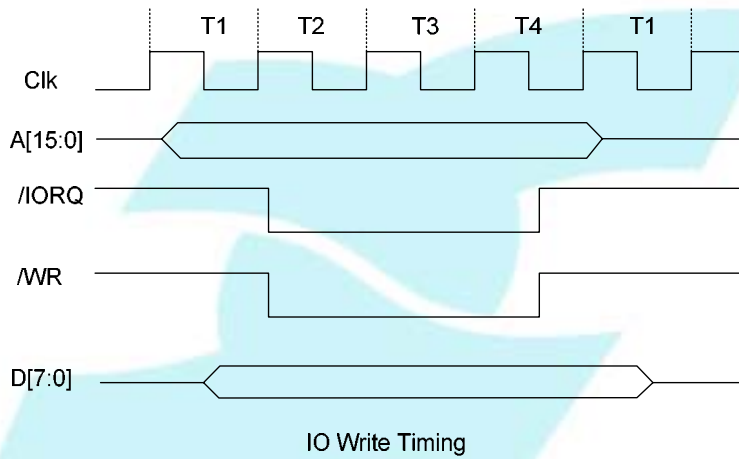 T1 T2 T3 T4 T1
Clk
A[15:0]
/IORQ
/WR
D[7:0]
IO Write Timing